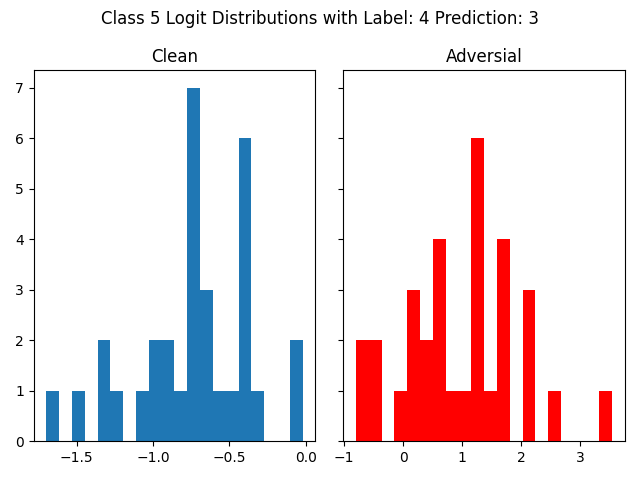 Class 5 Logit Distributions with Label: 4 Prediction: 3
Clean
Adversial
7
6
5
4
3
2
1
0
−1.5 −1.0 −0.5 0.0
−1 0 1 2 3